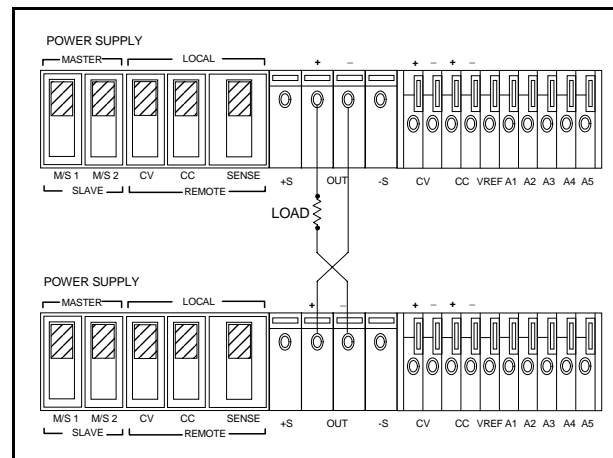 POWER SUPPLY
MASTER LOCAL
+ – + – + –
M/S 1 M/S 2 CV CC SENSE +S OUT -S CV CC VREF A1 A2 A3 A4 A5
SLAVE REMOTE
LOAD
POWER SUPPLY
MASTER LOCAL
+ – + – + –
M/S 1 M/S 2 CV CC SENSE +S OUT -S CV CC VREF A1 A2 A3 A4 A5
SLAVE REMOTE